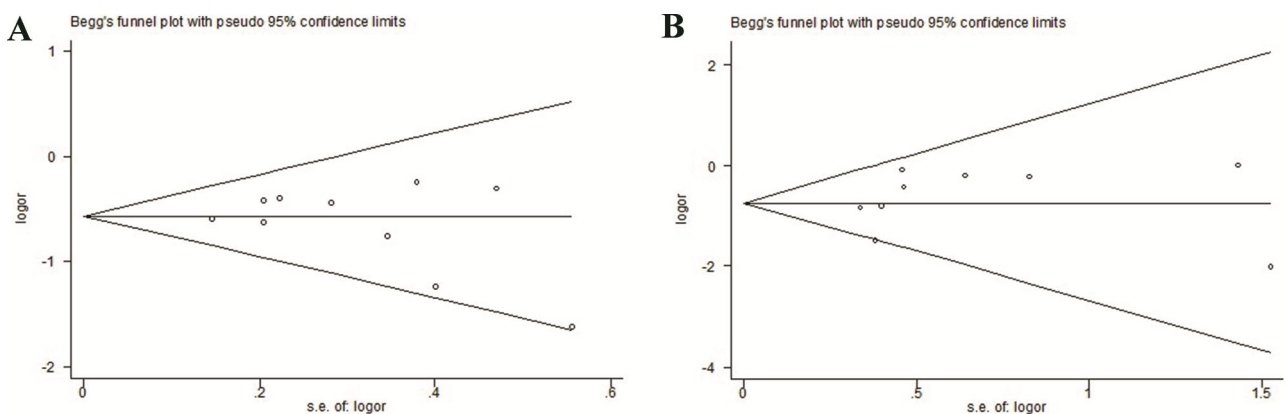 A
Begg's funnel plot with pseudo 95% confidence limits
logor
1
0
-1
-2
0
.2
.4
.6
s.e. of: logor
B
Begg's funnel plot with pseudo 95% confidence limits
logor
2
0
-2
-4
0
.5
1
1.5
s.e. of: logor